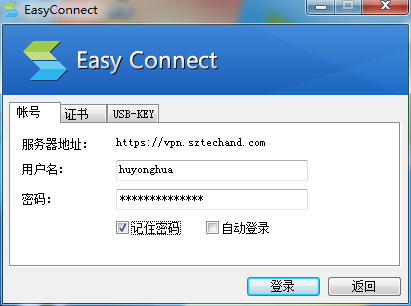 EasyConnect
Easy Connect
帐号 证书 USB-KEY
服务器地址: https://vpn.sztechand.com
用户名: huyonghua
密码: **************
记住密码 自动登录
登录 返回